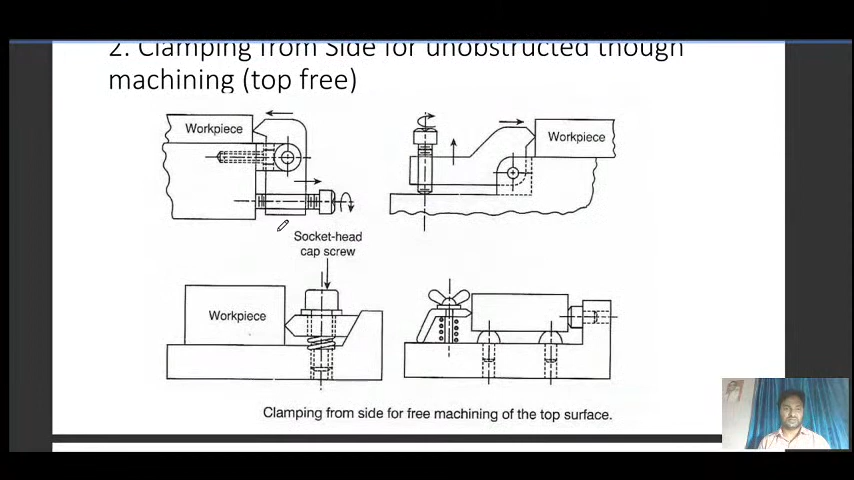 2. Clamping from Side for unobstructed though
machining (top free)
Workpiece
Workpiece
Socket-head
cap screw
Workpiece
Clamping from side for free machining of the top surface.